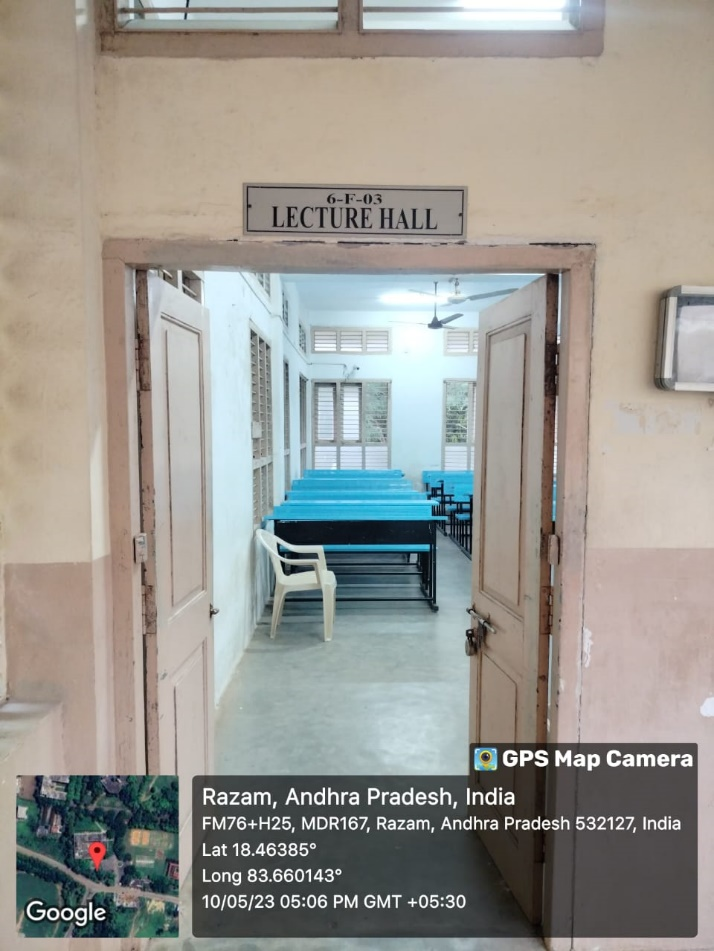 6-F-03
LECTURE HALL
GPS Map Camera
Razam, Andhra Pradesh, India
FM76+H25, MDR167, Razam, Andhra Pradesh 532127, India
Lat 18.46385°
Long 83.660143°
10/05/23 05:06 PM GMT +05:30
Google